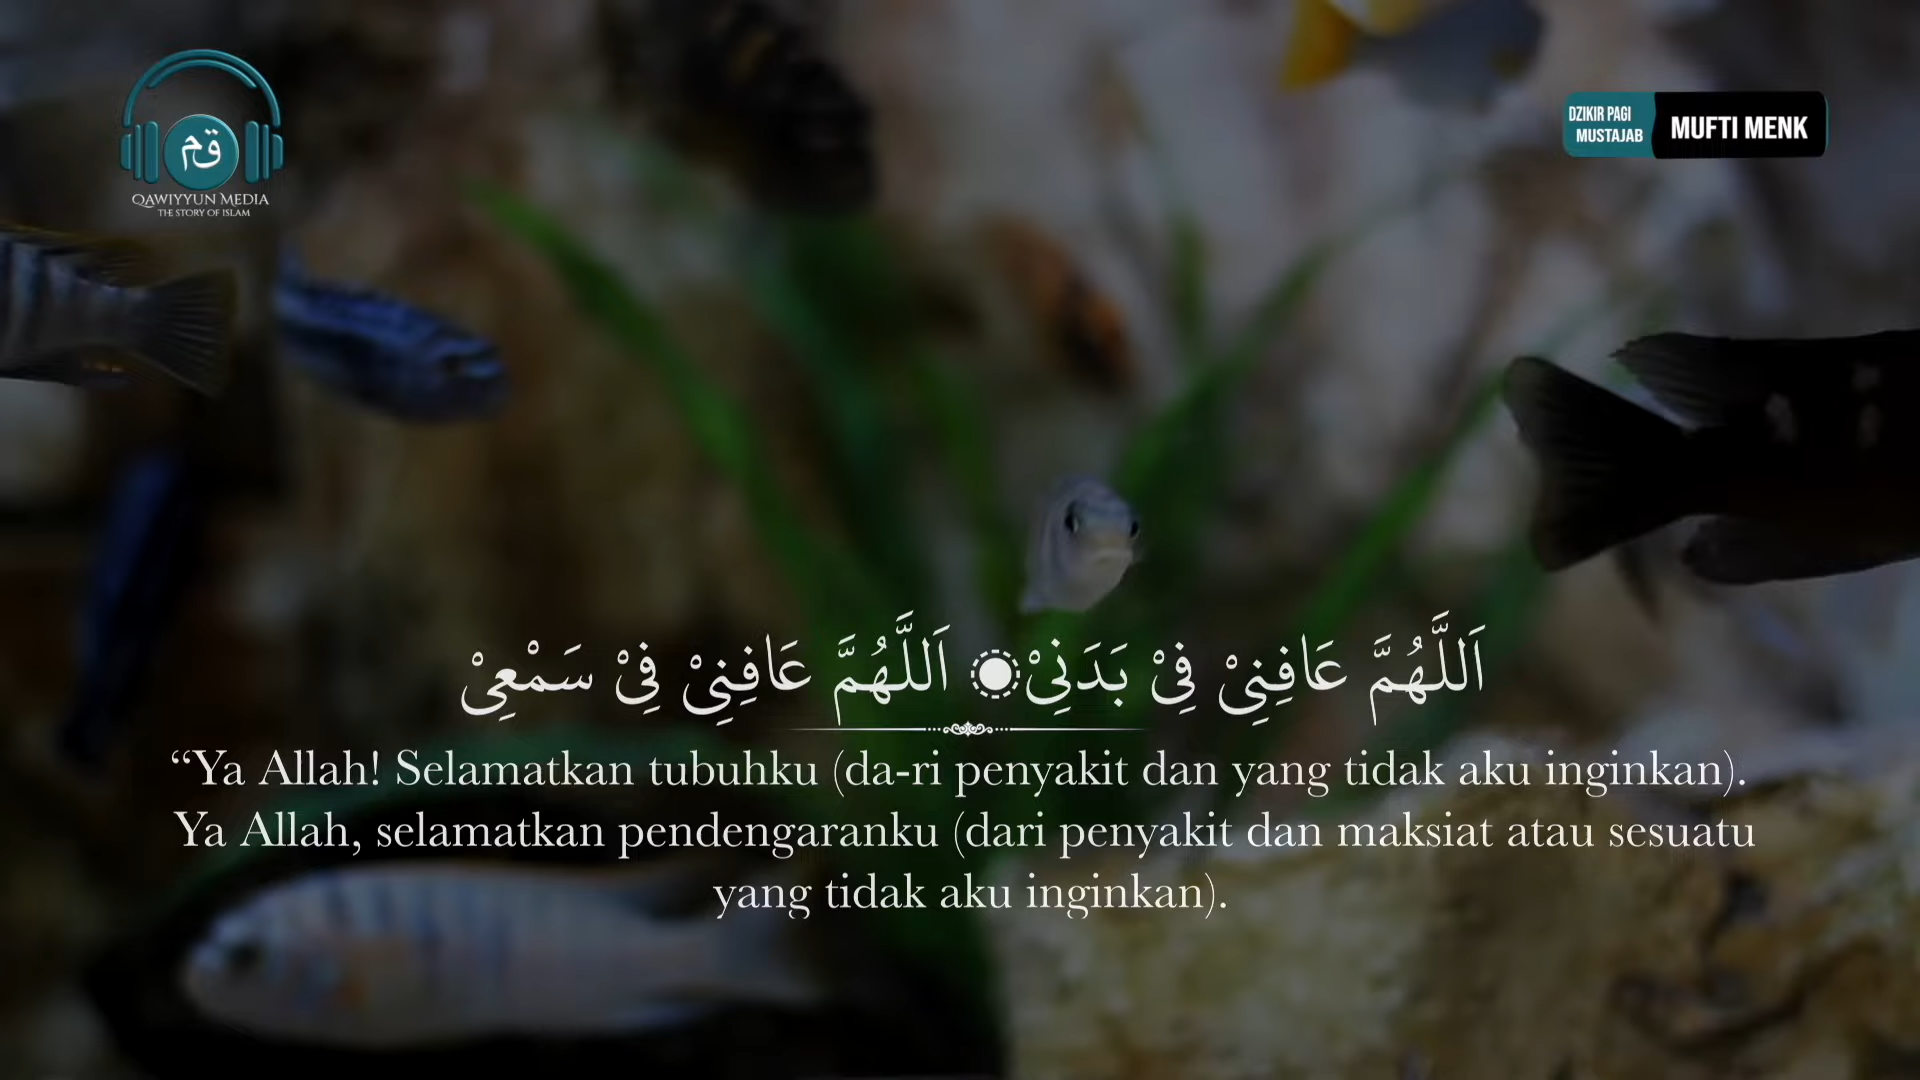 قم
QAWIYYUN MEDIA
THE STORY OF ISLAM
DZIKIR PAGI
MUSTAJAB
MUFTI MENK
اَللَّهُمَّ عَافِنِيْ فِيْ بَدَنِيْ اَللَّهُمَّ عَافِنِيْ فِيْ سَمْعِيْ
“Ya Allah! Selamatkan tubuhku (da-ri penyakit dan yang tidak aku inginkan).
Ya Allah, selamatkan pendengaranku (dari penyakit dan maksiat atau sesuatu
yang tidak aku inginkan).